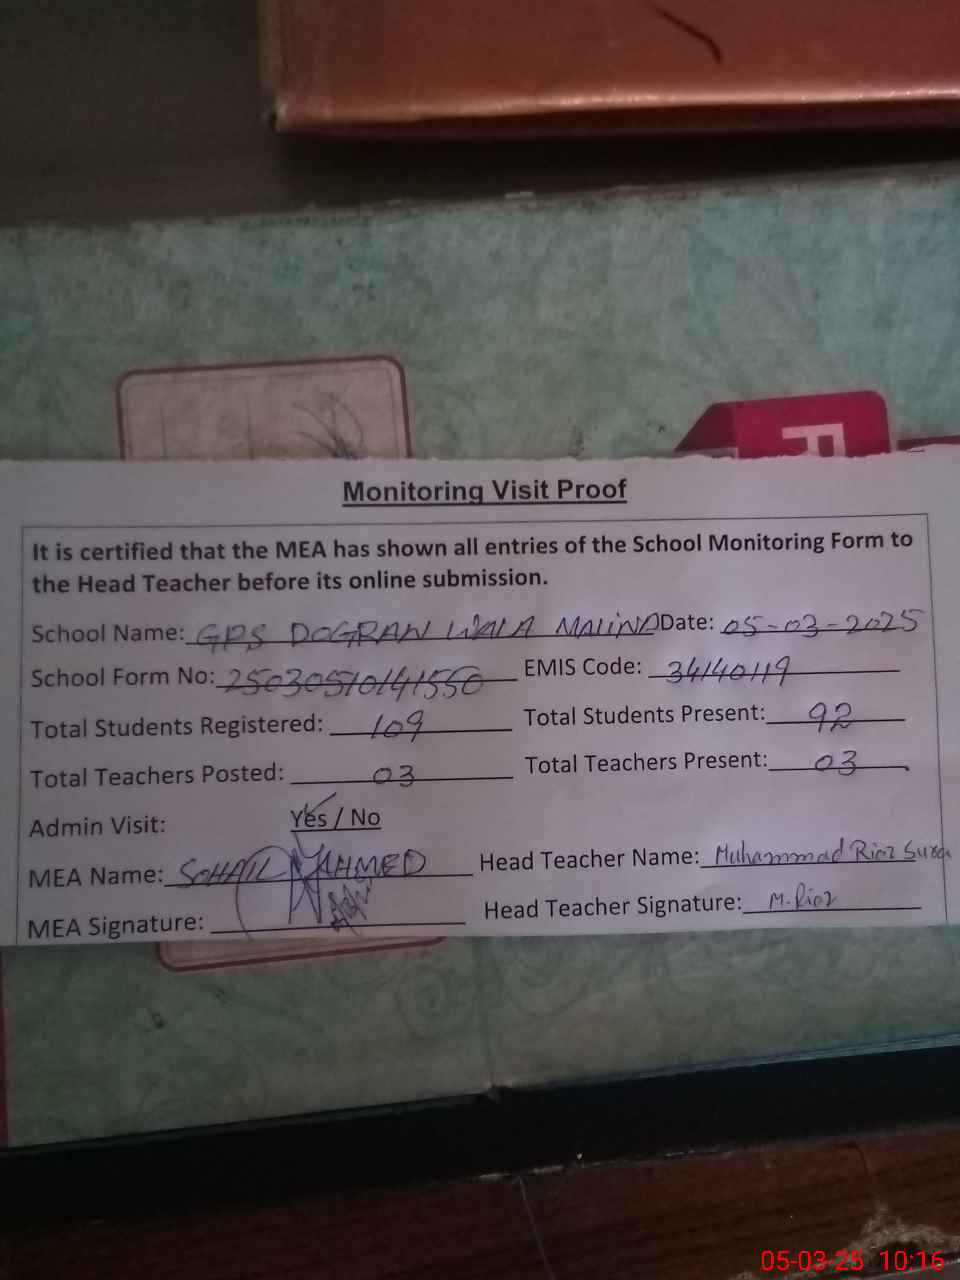 Monitoring Visit Proof
It is certified that the MEA has shown all entries of the School Monitoring Form to
the Head Teacher before its online submission.
School Name: GPS DOGRAN WALA MALINA Date: 05-03-2025
School Form No: 25030510141550 EMIS Code: 34140119
Total Students Registered: 109 Total Students Present: 92
Total Teachers Posted: 03 Total Teachers Present: 03
Admin Visit: Yes / No
MEA Name: SOHAIL AHMED Head Teacher Name: Muhammad Riaz
MEA Signature: Head Teacher Signature: M. Riaz
05-03-25 10:16